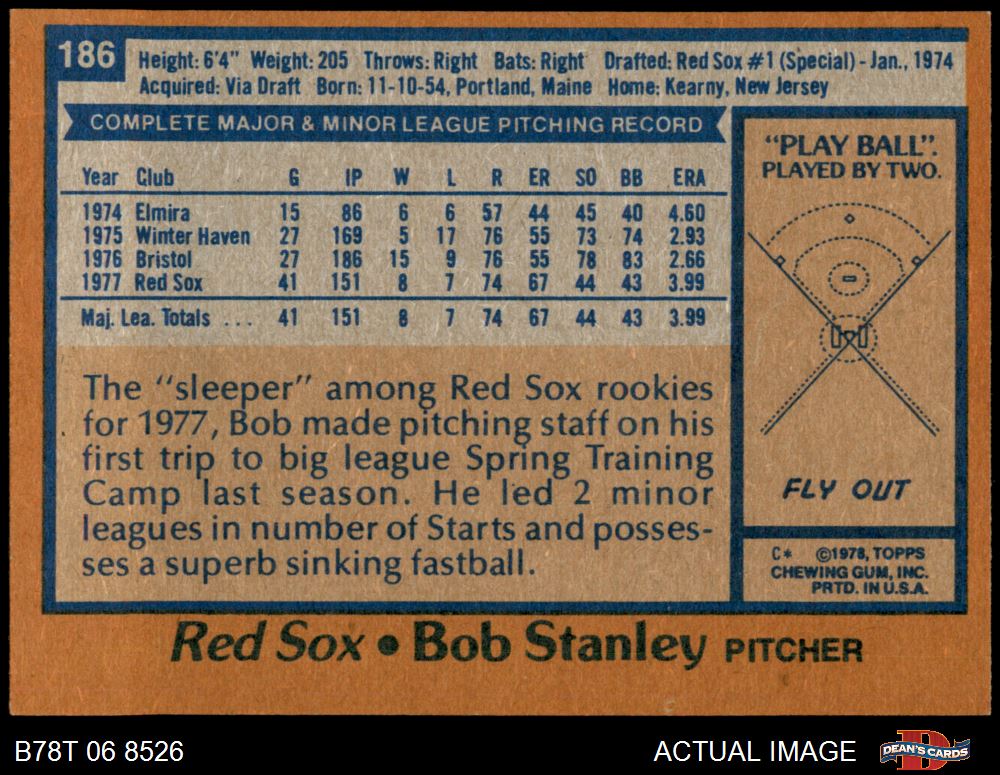 186
Height: 6'4" Weight: 205 Throws: Right Bats: Right Drafted: Red Sox #1 (Special) - Jan., 1974
Acquired: Via Draft Born: 11-10-54, Portland, Maine Home: Kearny, New Jersey
COMPLETE MAJOR & MINOR LEAGUE PITCHING RECORD
Year Club G IP W L R ER SO BB ERA
1974 Elmira 15 86 6 6 57 44 45 40 4.60
1975 Winter Haven 27 169 5 17 76 55 73 74 2.93
1976 Bristol 27 186 15 9 76 55 78 83 2.66
1977 Red Sox 41 151 8 7 74 67 44 43 3.99
Maj. Lea. Totals ... 41 151 8 7 74 67 44 43 3.99
The "sleeper" among Red Sox rookies
for 1977, Bob made pitching staff on his
first trip to big league Spring Training
Camp last season. He led 2 minor
leagues in number of Starts and posses-
ses a superb sinking fastball.
"PLAY BALL".
PLAYED BY TWO.
FLY OUT
C* ©1978, TOPPS
CHEWING GUM, INC.
PRTD. IN U.S.A.
Red Sox • Bob Stanley PITCHER
B78T 06 8526
ACTUAL IMAGE
DEAN'S CARDS